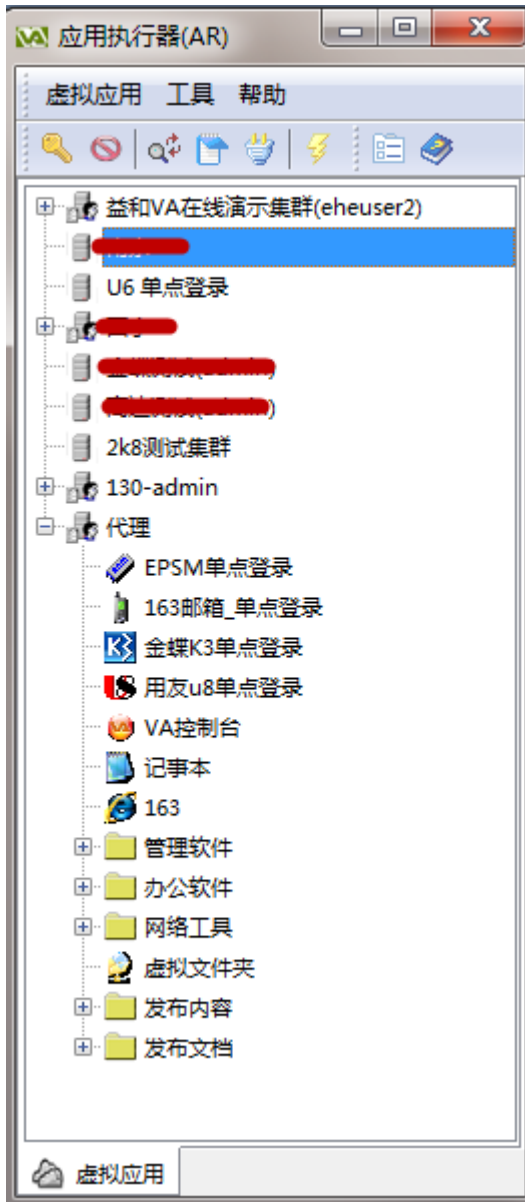 应用执行器(AR)
虚拟应用 工具 帮助
益和VA在线演示集群(eheuser2)
U6 单点登录
2k8测试集群
130-admin
代理
EPSM单点登录
163邮箱_单点登录
金蝶K3单点登录
用友u8单点登录
VA控制台
记事本
163
管理软件
办公软件
网络工具
虚拟文件夹
发布内容
发布文档
虚拟应用